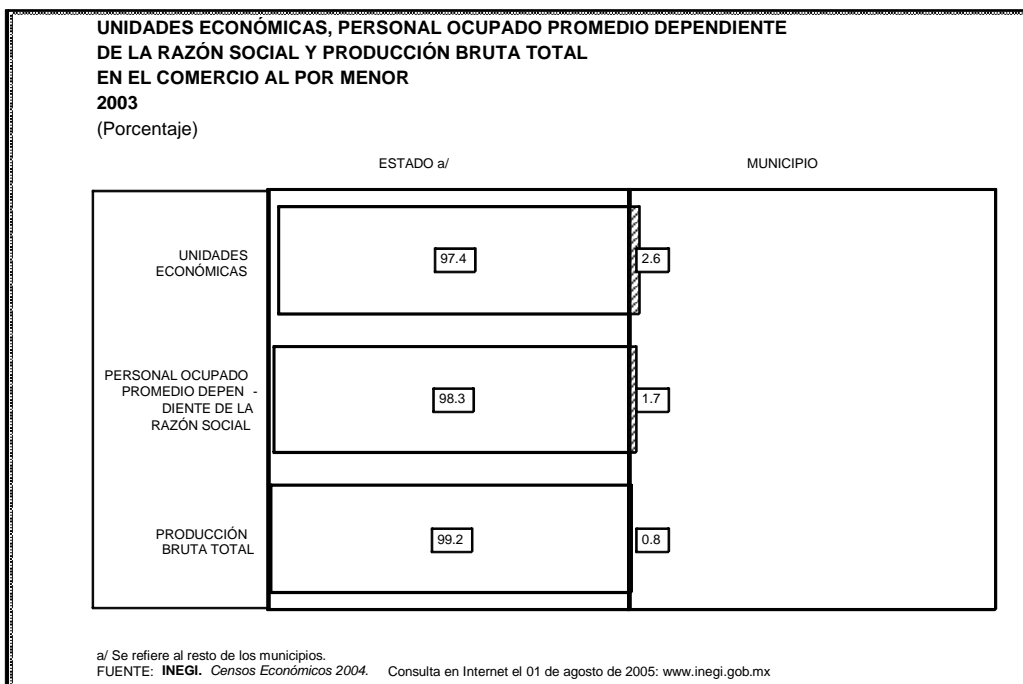 UNIDADES ECONÓMICAS, PERSONAL OCUPADO PROMEDIO DEPENDIENTE
DE LA RAZÓN SOCIAL Y PRODUCCIÓN BRUTA TOTAL
EN EL COMERCIO AL POR MENOR
2003
(Porcentaje)
ESTADO a/ MUNICIPIO
UNIDADES
ECONÓMICAS
97.4 2.6
PERSONAL OCUPADO
PROMEDIO DEPEN -
DIENTE DE LA
RAZÓN SOCIAL
98.3 1.7
PRODUCCIÓN
BRUTA TOTAL
99.2 0.8
a/ Se refiere al resto de los municipios.
FUENTE: INEGI. Censos Económicos 2004. Consulta en Internet el 01 de agosto de 2005: www.inegi.gob.mx